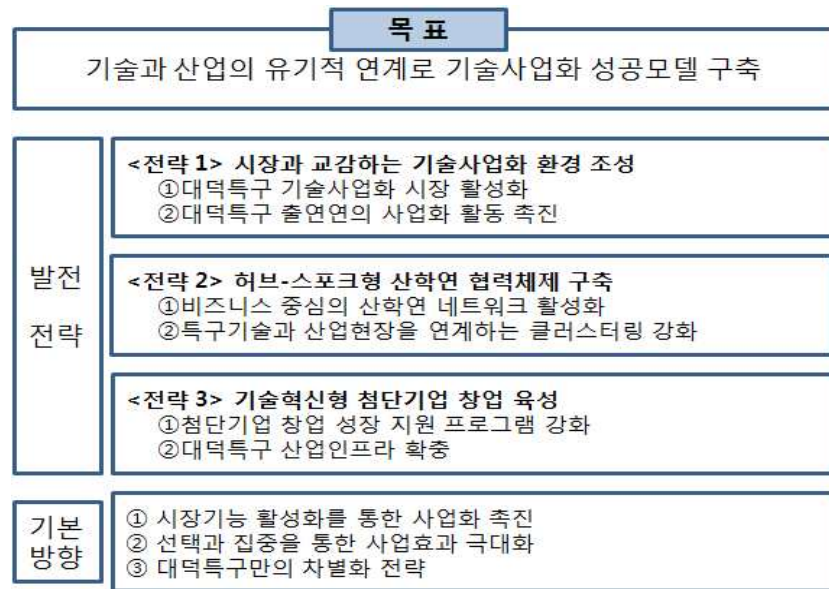 목 표
기술과 산업의 유기적 연계로 기술사업화 성공모델 구축
발전
전략
<전략 1> 시장과 교감하는 기술사업화 환경 조성
①대덕특구 기술사업화 시장 활성화
②대덕특구 출연연의 사업화 활동 촉진
<전략 2> 허브-스포크형 산학연 협력체제 구축
①비즈니스 중심의 산학연 네트워크 활성화
②특구기술과 산업현장을 연계하는 클러스터링 강화
<전략 3> 기술혁신형 첨단기업 창업 육성
①첨단기업 창업 성장 지원 프로그램 강화
②대덕특구 산업인프라 확충
기본
방향
① 시장기능 활성화를 통한 사업화 촉진
② 선택과 집중을 통한 사업효과 극대화
③ 대덕특구만의 차별화 전략